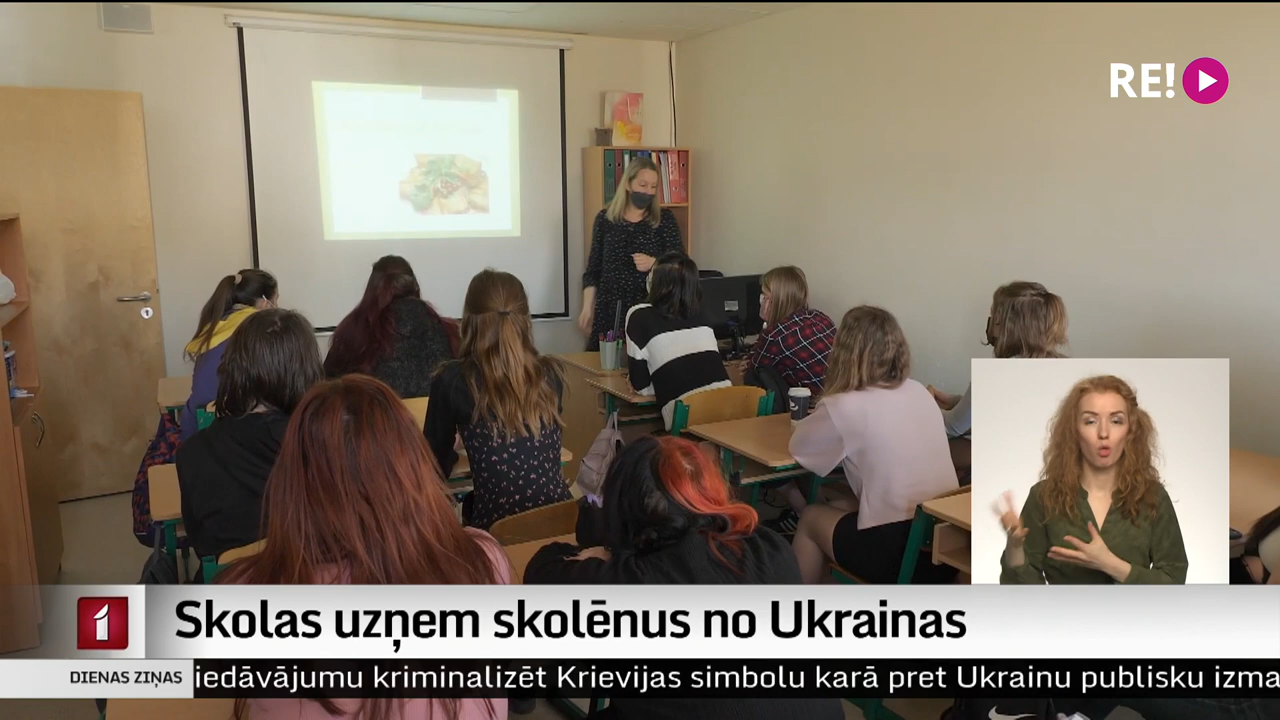 RE!
1
Skolas uzņem skolēnus no Ukrainas
DIENAS ZIŅAS
iedāvājumu kriminalizēt Krievijas simbolu karā pret Ukrainu publisku izma